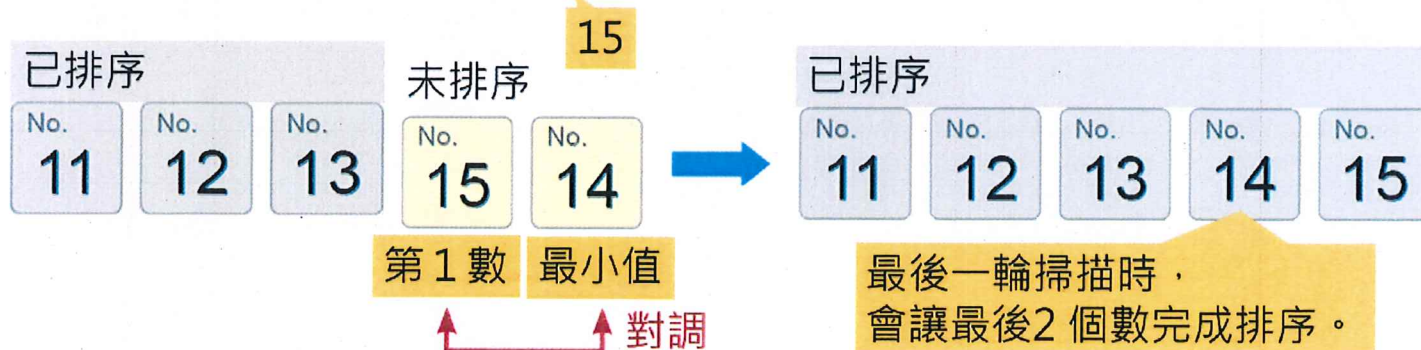 15
已排序
No. 11
No. 12
No. 13
未排序
No. 15
No. 14
第1數
最小值
對調
已排序
No. 11
No. 12
No. 13
No. 14
No. 15
最後一輪掃描時，
會讓最後2個數完成排序。